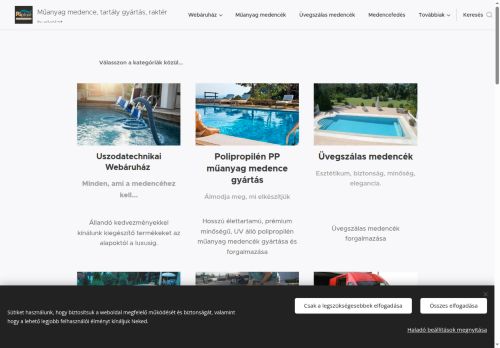 Műanyag medence, tartály gyártás, raktér
Webáruház
Műanyag medencék
Üvegszálas medencék
Medencefedés
Továbbiak
Keresés
Válasszon a kategóriák közül...
Uszodatechnikai
Webáruház
Minden, ami a medencéhez
kell...
Állandó kedvezményekkel
kínálunk kiegészítő termékeket az
alapoktól a luxusig.
Polipropilén PP
műanyag medence
gyártás
Álmodja meg, mi elkészítjük
Hosszú élettartamú, prémium
minőségű, UV álló polipropilén
műanyag medencék gyártása és
forgalmazása
Üvegszálas medencék
Esztétikum, biztonság, minőség,
elegancia.
Üvegszálas medencék
forgalmazása
Sütiket használunk, hogy biztosítsuk a weboldal megfelelő működését és biztonságát, valamint
hogy a lehető legjobb felhasználói élményt kínáljuk Neked.
Csak a legszükségesebbek elfogadása
Összes elfogadása
Haladó beállítások megnyitása